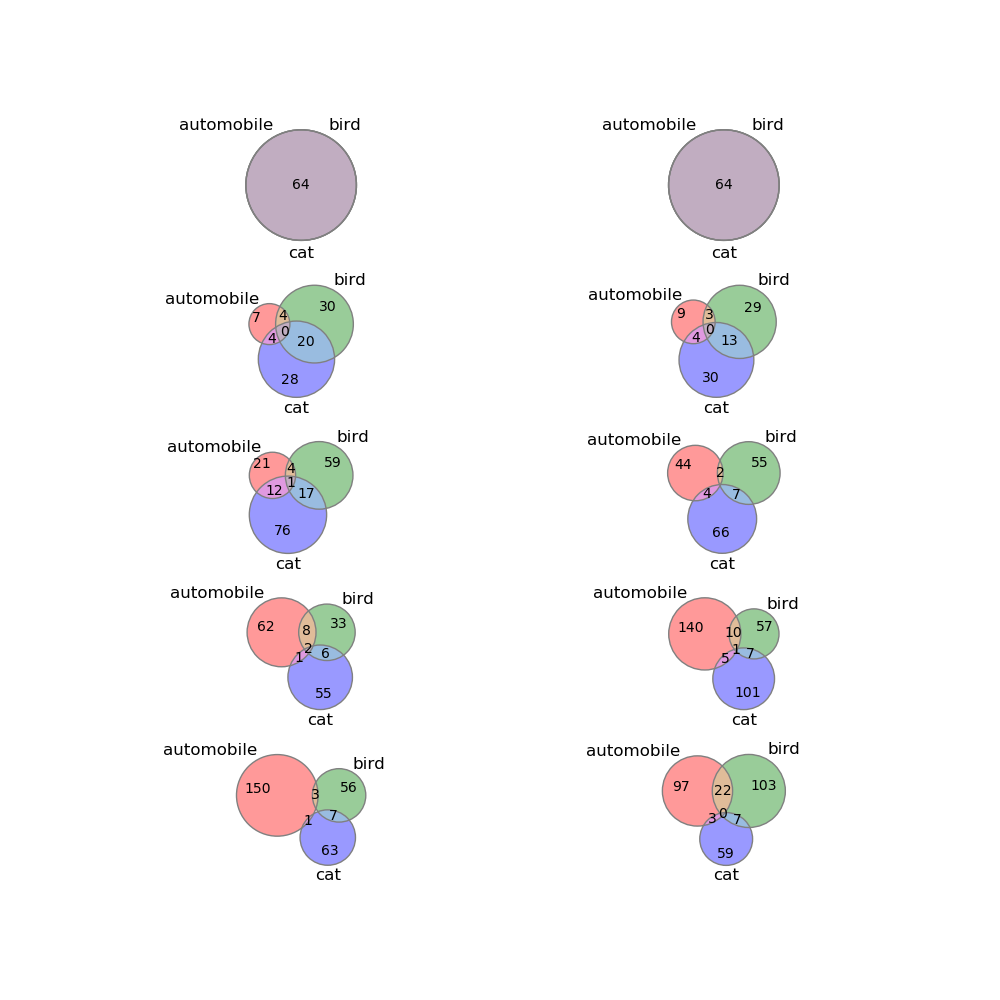 automobile bird
64
cat
automobile bird
64
cat
automobile bird
7 4 30
0
4 20
28
cat
automobile bird
9 3 29
0
4 13
30
cat
automobile bird
21 4 59
1
12 17
76
cat
automobile bird
44 2 55
4 7
66
cat
automobile bird
62 8 33
2
1 6
55
cat
automobile bird
140 10 57
1
5 7
101
cat
automobile bird
150 3 56
1 7
63
cat
automobile bird
97 22 103
0
3 7
59
cat